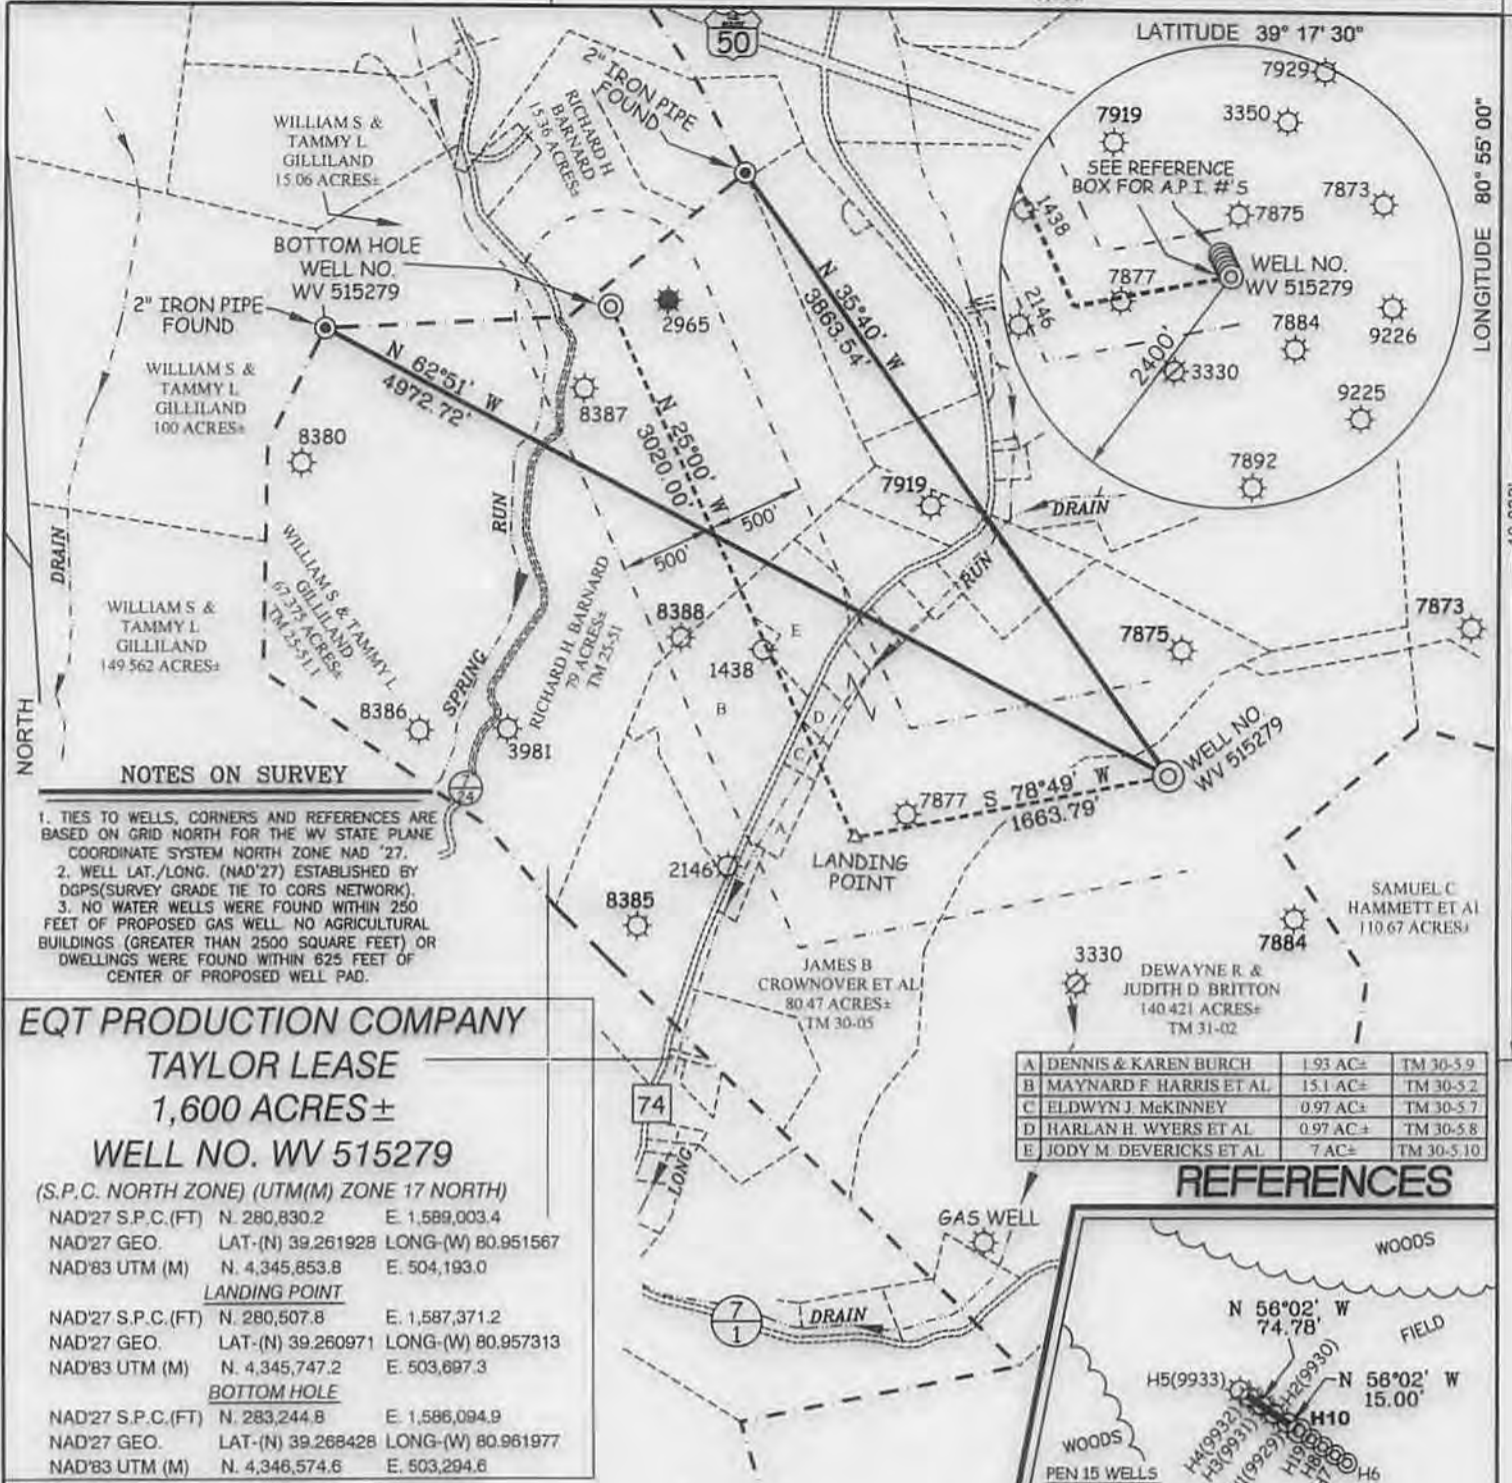 50
LATITUDE 39° 17' 30"
LONGITUDE 80° 55' 00"
7929
7919
3350
SEE REFERENCE
BOX FOR A.P.I. #'S
7873
1438
7875
WELL NO.
WV 515279
7877
2146
7884
9226
2400'
3330
9225
7892
2" IRON PIPE
FOUND
RICHARD H
BARNARD
15.36 ACRES±
WILLIAM S. &
TAMMY L
GILLILAND
15.06 ACRES±
BOTTOM HOLE
WELL NO.
WV 515279
2" IRON PIPE
FOUND
2965
N 35°40' W
3863.54'
N 62°51' W
4972.72'
WILLIAM S. &
TAMMY L
GILLILAND
100 ACRES±
8387
8380
N 25°00' W
3020.00'
500'
500'
7919
DRAIN
RUN
RUN
DRAIN
WILLIAM S. & TAMMY L
GILLILAND
67.375 ACRES±
TM 25-51.1
WILLIAM S &
TAMMY L
GILLILAND
149.562 ACRES±
RICHARD H. BARNARD
79 ACRES±
TM 25-51
8388
E
1438
7875
7873
B
D
C
A
SPRING
8386
3981
NORTH
WELL NO.
WV 515279
7
24
7877
S 78°49' W
1663.79'
LANDING
POINT
2146
8385
NOTES ON SURVEY
1. TIES TO WELLS, CORNERS AND REFERENCES ARE
BASED ON GRID NORTH FOR THE WV STATE PLANE
COORDINATE SYSTEM NORTH ZONE NAD '27.
2. WELL LAT./LONG. (NAD'27) ESTABLISHED BY
DGPS(SURVEY GRADE TIE TO CORS NETWORK).
3. NO WATER WELLS WERE FOUND WITHIN 250
FEET OF PROPOSED GAS WELL. NO AGRICULTURAL
BUILDINGS (GREATER THAN 2500 SQUARE FEET) OR
DWELLINGS WERE FOUND WITHIN 625 FEET OF
CENTER OF PROPOSED WELL PAD.
SAMUEL C
HAMMETT ET Al
110.67 ACRES±
7884
JAMES B
CROWNOVER ET AL
80.47 ACRES±
TM 30-05
3330
DEWAYNE R. &
JUDITH D. BRITTON
140.421 ACRES±
TM 31-02
A DENNIS & KAREN BURCH 1.93 AC± TM 30-5.9
B MAYNARD F. HARRIS ET AL 15.1 AC± TM 30-5.2
C ELDWYN J. McKINNEY 0.97 AC± TM 30-5.7
D HARLAN H. WYERS ET AL 0.97 AC± TM 30-5.8
E JODY M. DEVERICKS ET AL 7 AC± TM 30-5.10
EQT PRODUCTION COMPANY
TAYLOR LEASE
1,600 ACRES±
WELL NO. WV 515279
(S.P.C. NORTH ZONE) (UTM(M) ZONE 17 NORTH)
NAD'27 S.P.C.(FT) N. 280,830.2 E. 1,589,003.4
NAD'27 GEO. LAT-(N) 39.261928 LONG-(W) 80.951567
NAD'83 UTM (M) N. 4,345,853.8 E. 504,193.0
LANDING POINT
NAD'27 S.P.C.(FT) N. 280,507.8 E. 1,587,371.2
NAD'27 GEO. LAT-(N) 39.260971 LONG-(W) 80.957313
NAD'83 UTM (M) N. 4,345,747.2 E. 503,697.3
BOTTOM HOLE
NAD'27 S.P.C.(FT) N. 283,244.8 E. 1,586,094.9
NAD'27 GEO. LAT-(N) 39.268428 LONG-(W) 80.961977
NAD'83 UTM (M) N. 4,346,574.6 E. 503,294.6
74
LONG
GAS WELL
7
1
DRAIN
REFERENCES
WOODS
N 56°02' W
74.78'
FIELD
H5(9933)
H2(9930)
N 56°02' W
15.00'
H10
H4(9932)
H3(9931)
H1(9929)
H6
WOODS
PEN 15 WELLS